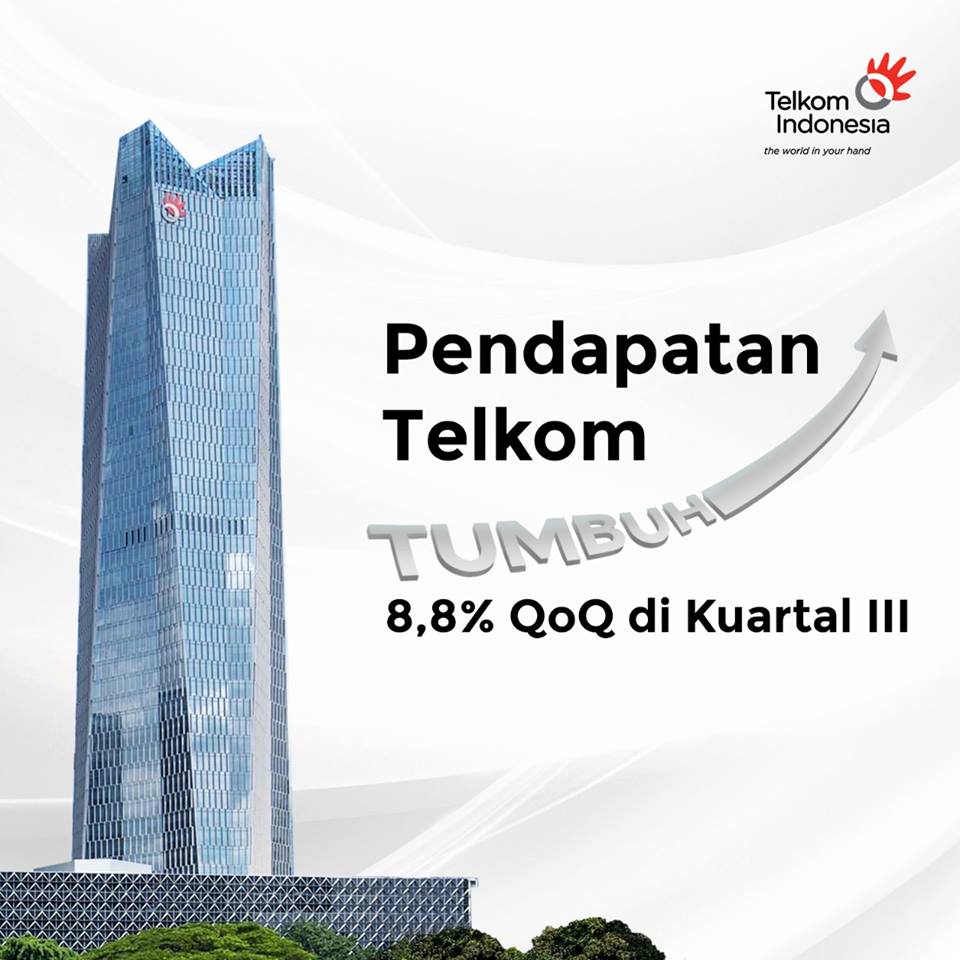 Telkom
Indonesia
the world in your hand
Pendapatan
Telkom
TUMBUH
8,8% QoQ di Kuartal III